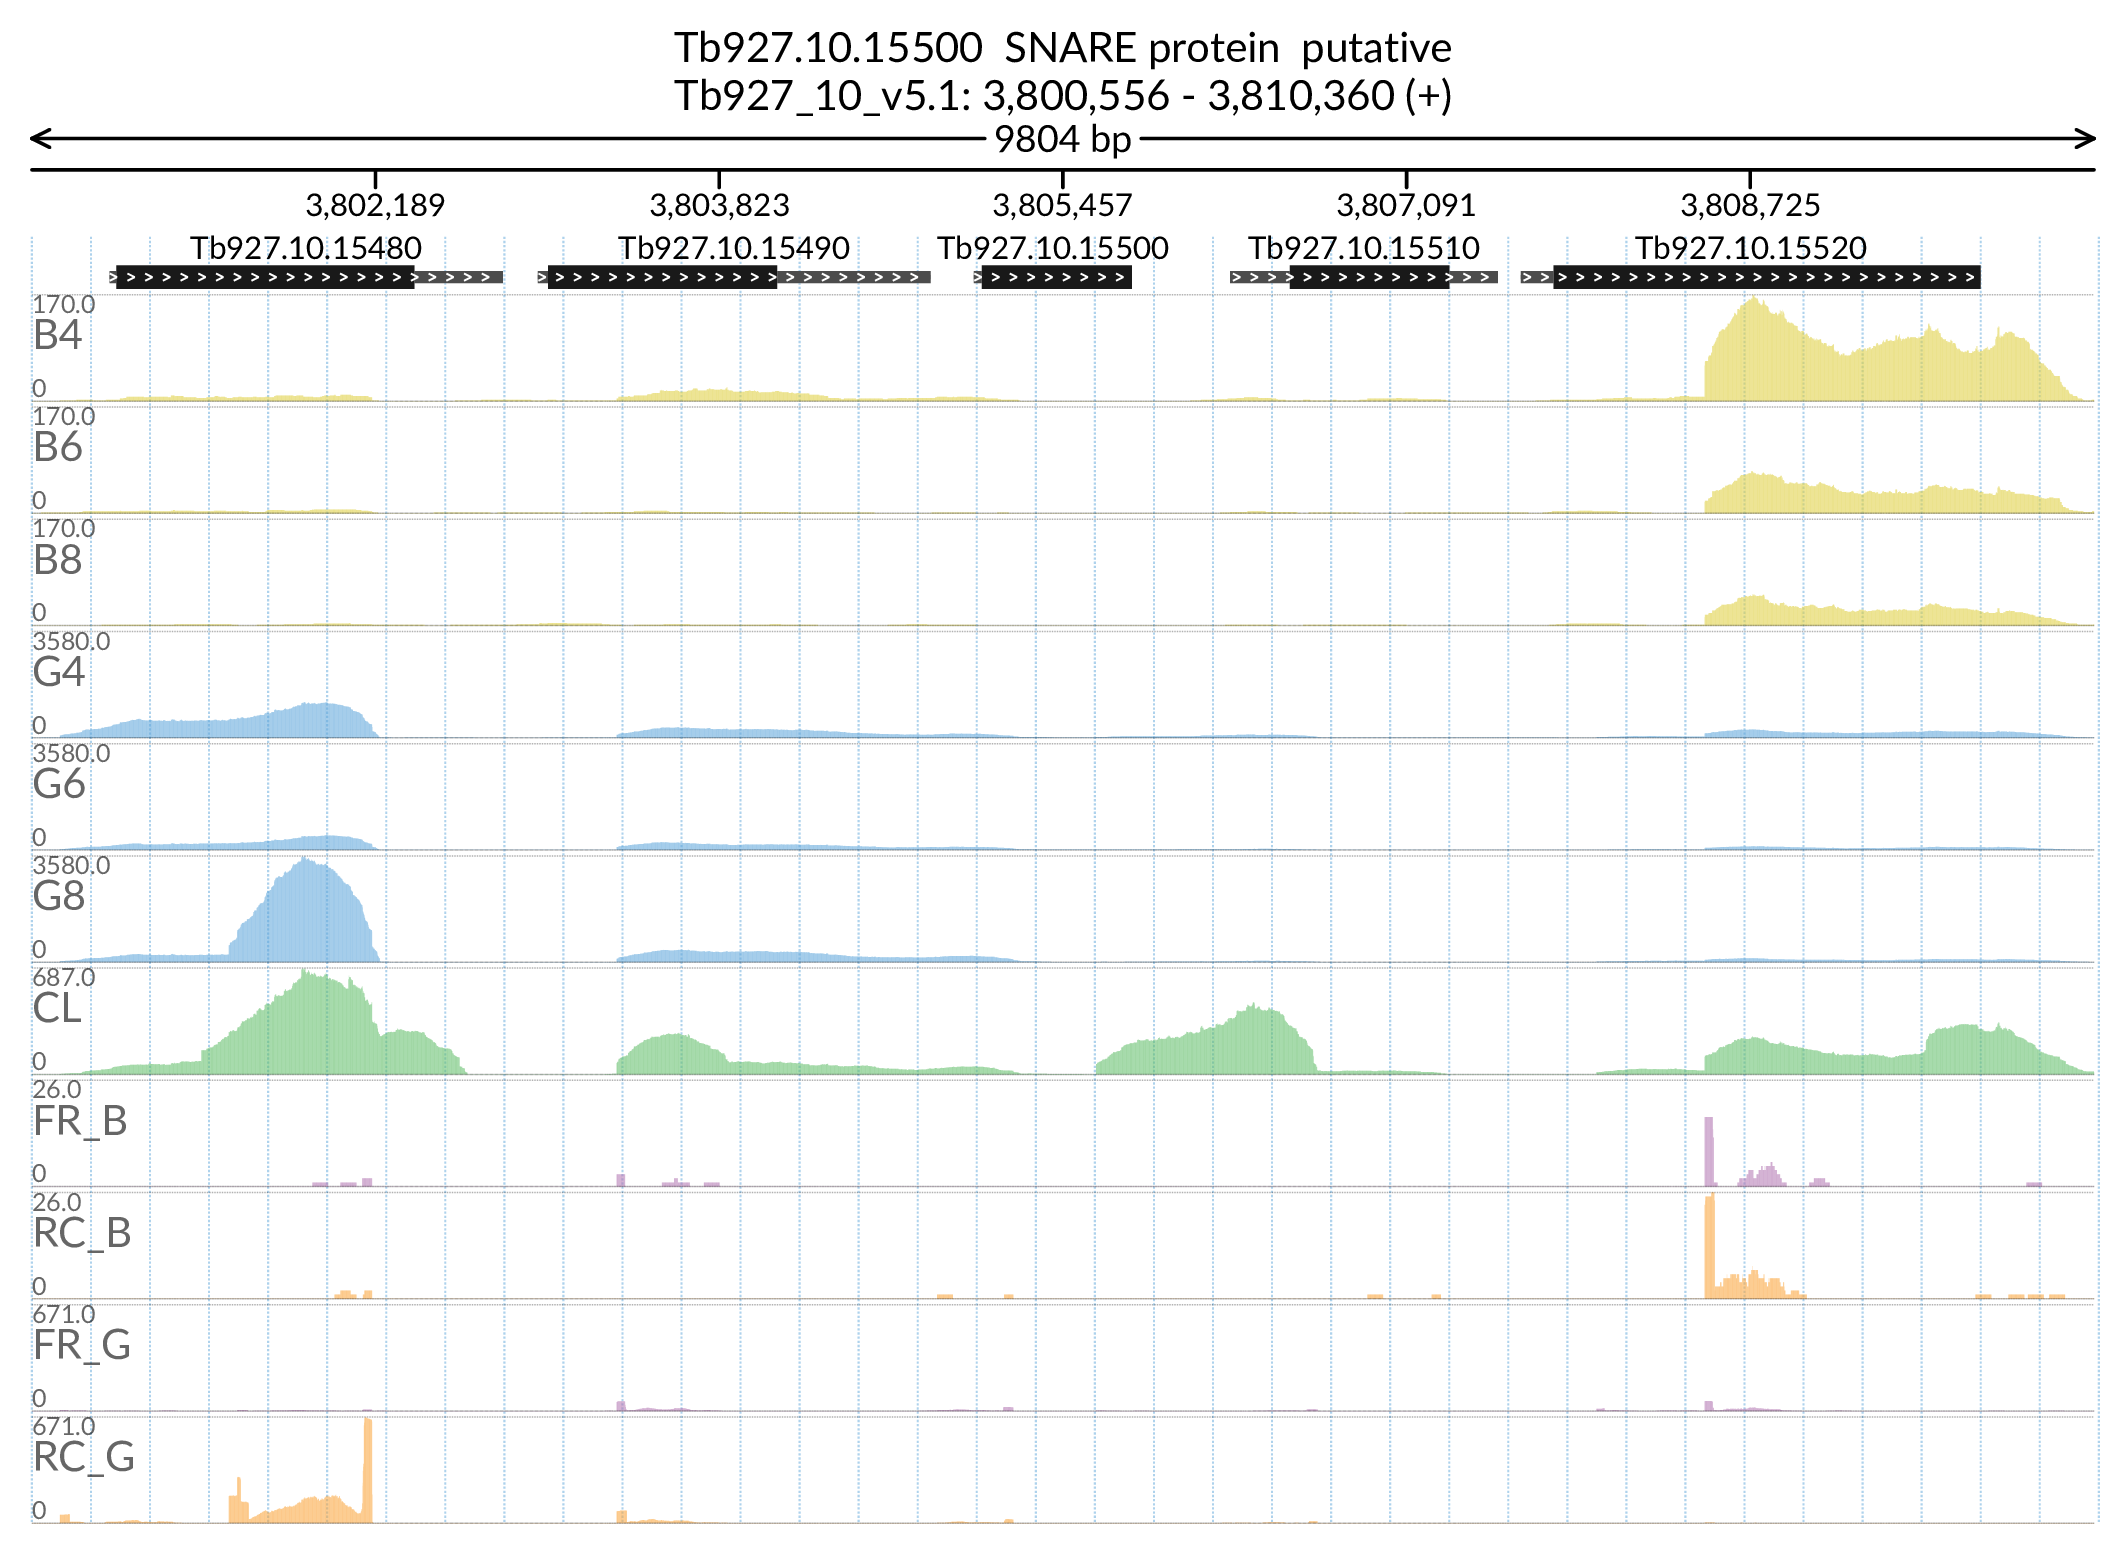 Tb927.10.15500  SNARE protein  putative
Tb927_10_v5.1: 3,800,556 - 3,810,360 (+)
9804 bp
3,802,189 3,803,823 3,805,457 3,807,091 3,808,725
Tb927.10.15480 Tb927.10.15490 Tb927.10.15500 Tb927.10.15510 Tb927.10.15520
170.0
B4
0
170.0
B6
0
170.0
B8
0
3580.0
G4
0
3580.0
G6
0
3580.0
G8
0
687.0
CL
0
26.0
FR_B
0
26.0
RC_B
0
671.0
FR_G
0
671.0
RC_G
0